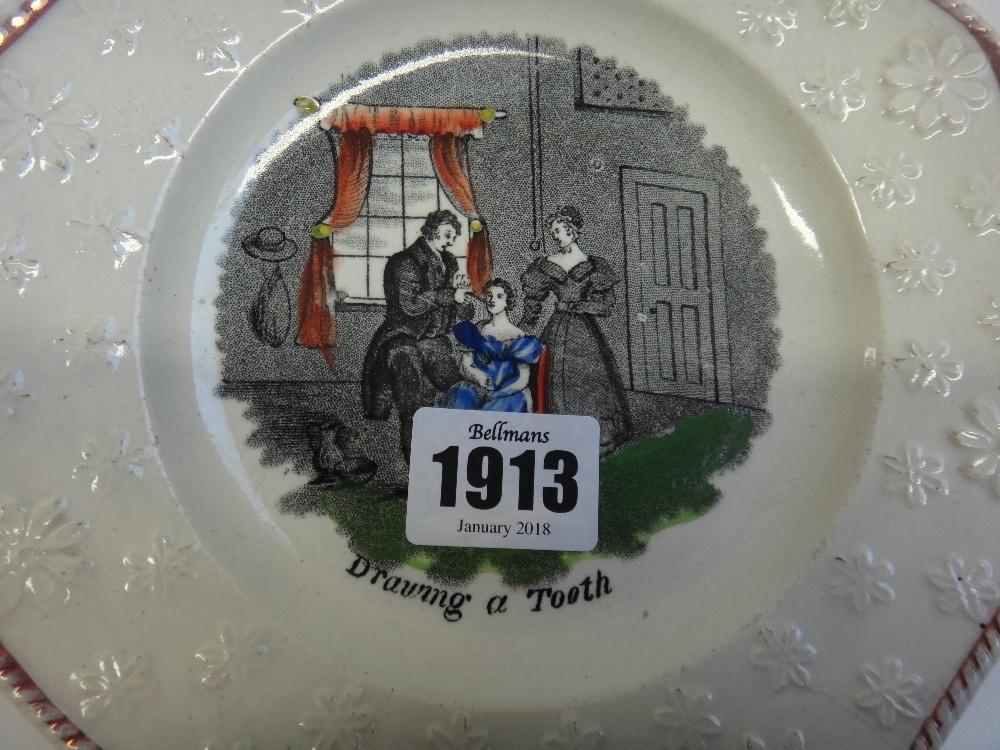 Bellmans
1913
January 2018
Drawing a Tooth